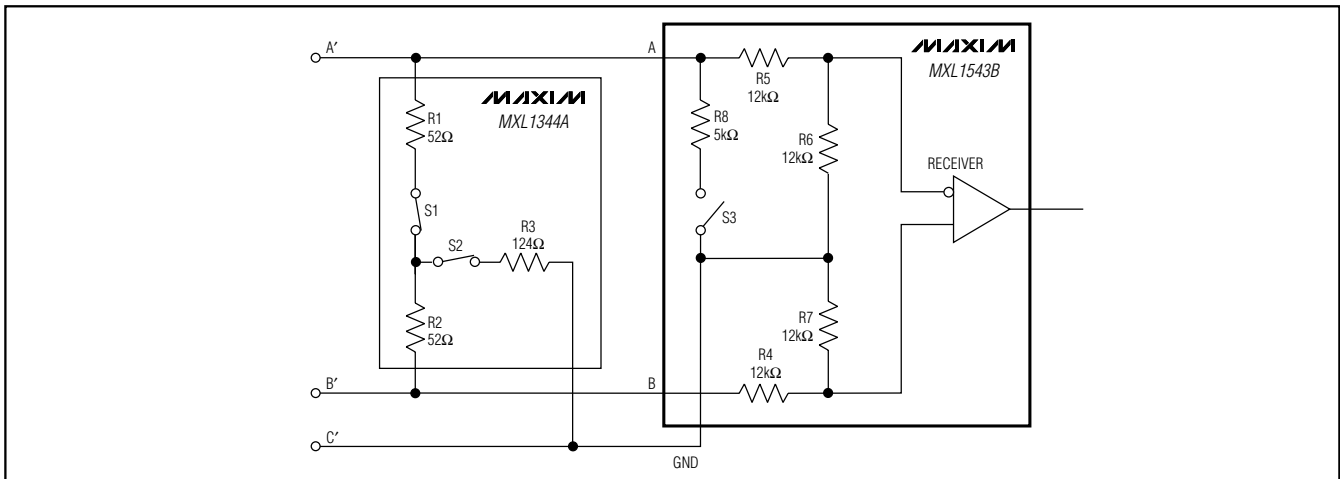 A′
A
MAXIM
MXL1543B
R5
12kΩ
MAXIM
MXL1344A
R1
52Ω
R8
5kΩ
R6
12kΩ
RECEIVER
S1
S3
R3
124Ω
S2
R2
52Ω
R7
12kΩ
R4
12kΩ
B′
B
C′
GND